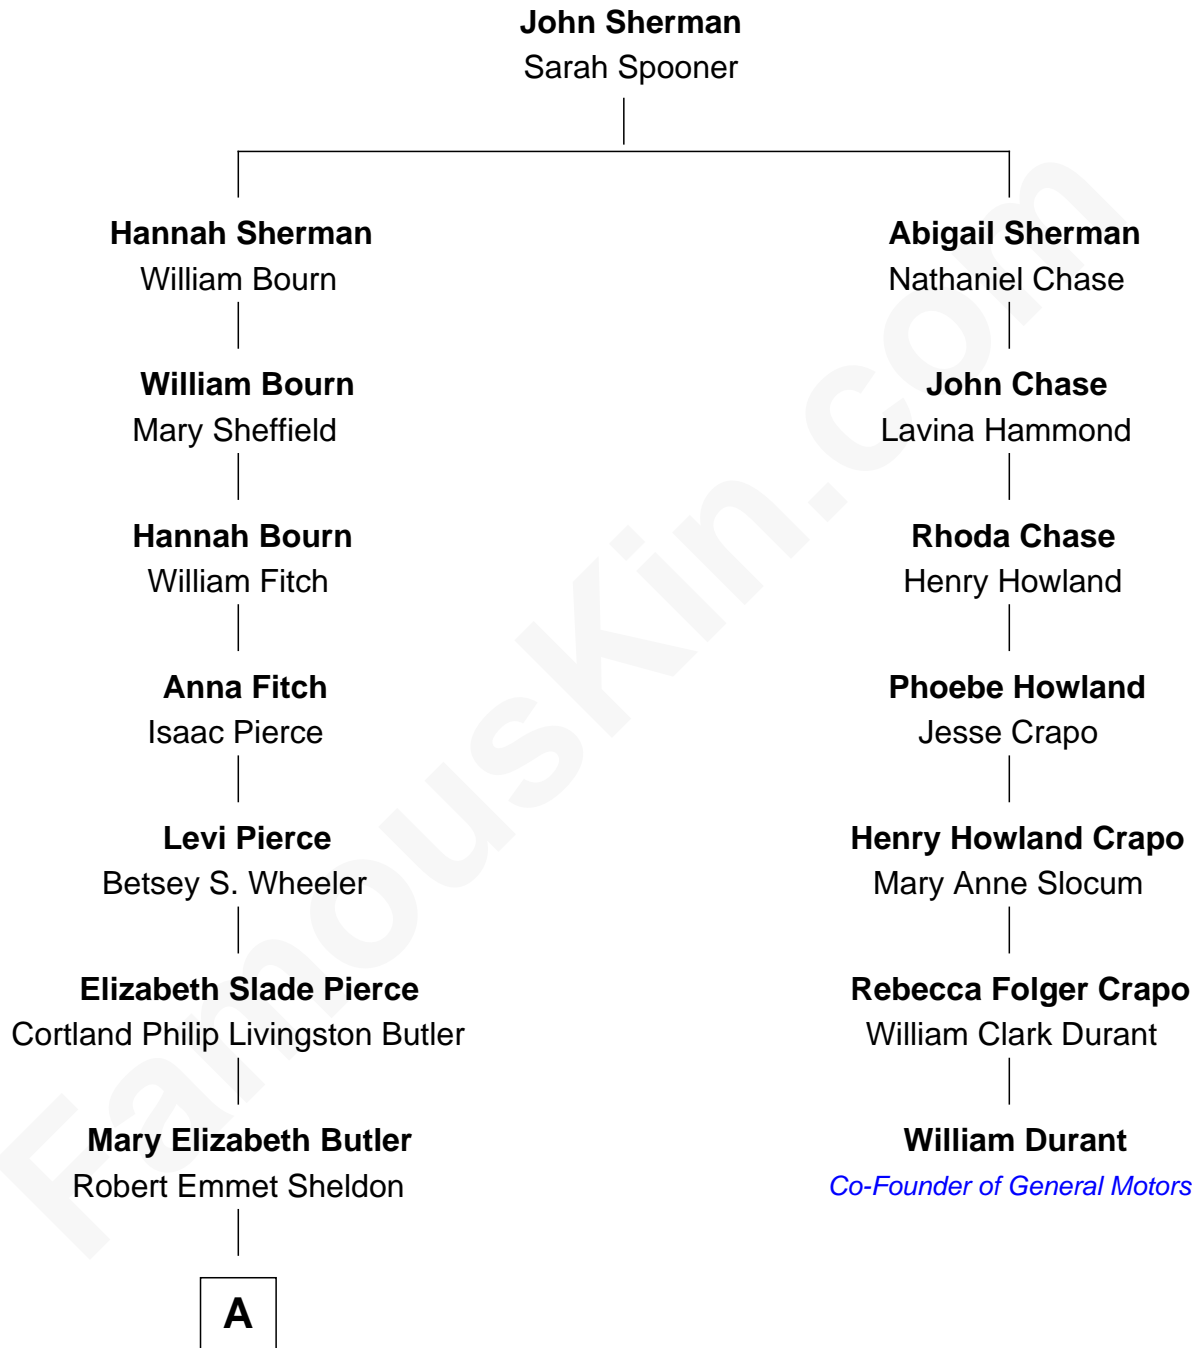 John Sherman
Sarah Spooner
Hannah Sherman
William Bourn
Abigail Sherman
Nathaniel Chase
William Bourn
Mary Sheffield
John Chase
Lavina Hammond
Hannah Bourn
William Fitch
Rhoda Chase
Henry Howland
Anna Fitch
Isaac Pierce
Phoebe Howland
Jesse Crapo
Levi Pierce
Betsey S. Wheeler
Henry Howland Crapo
Mary Anne Slocum
Elizabeth Slade Pierce
Cortland Philip Livingston Butler
Rebecca Folger Crapo
William Clark Durant
Mary Elizabeth Butler
Robert Emmet Sheldon
William Durant
Co-Founder of General Motors
A
FamousKin.com